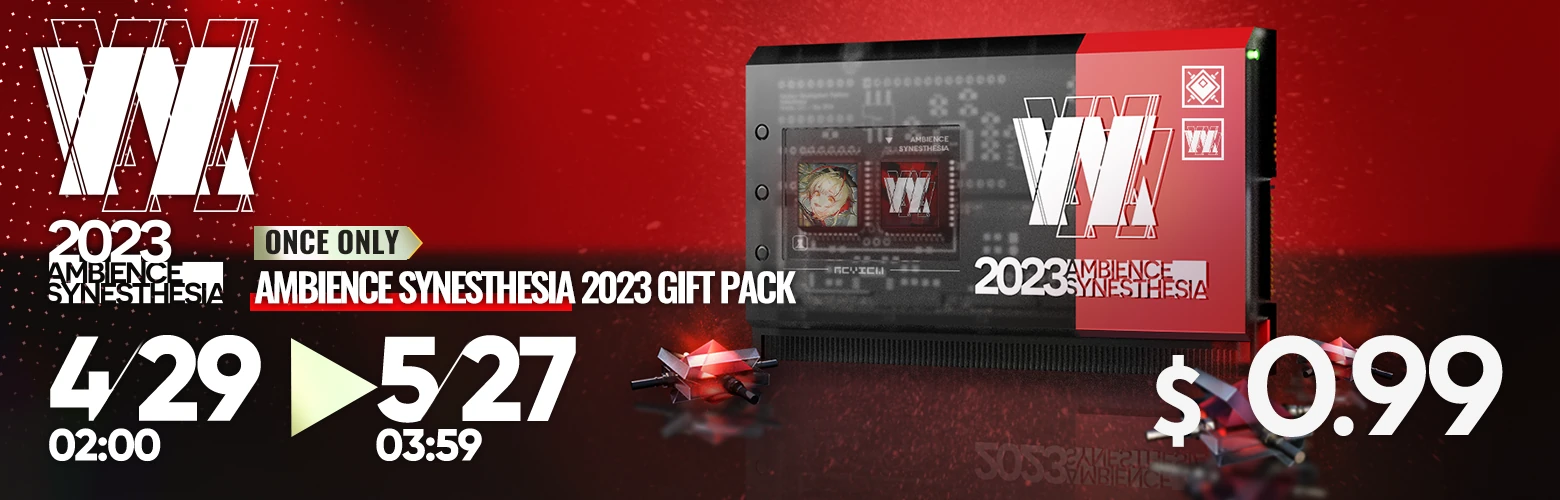 2023
AMBIENCE
SYNESTHESIA
ONCE ONLY
AMBIENCE SYNESTHESIA 2023 GIFT PACK
4/29
02:00
5/27
03:59
AMBIENCE
SYNESTHESIA
2023
AMBIENCE
SYNESTHESIA
$ 0.99